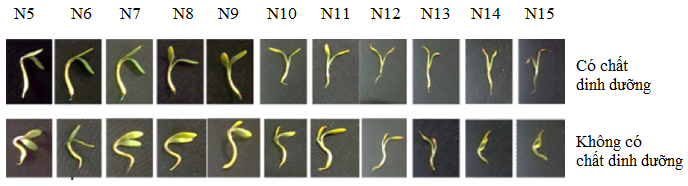 N5 N6 N7 N8 N9 N10 N11 N12 N13 N14 N15
Có chất
dinh dưỡng
Không có
chất dinh dưỡng